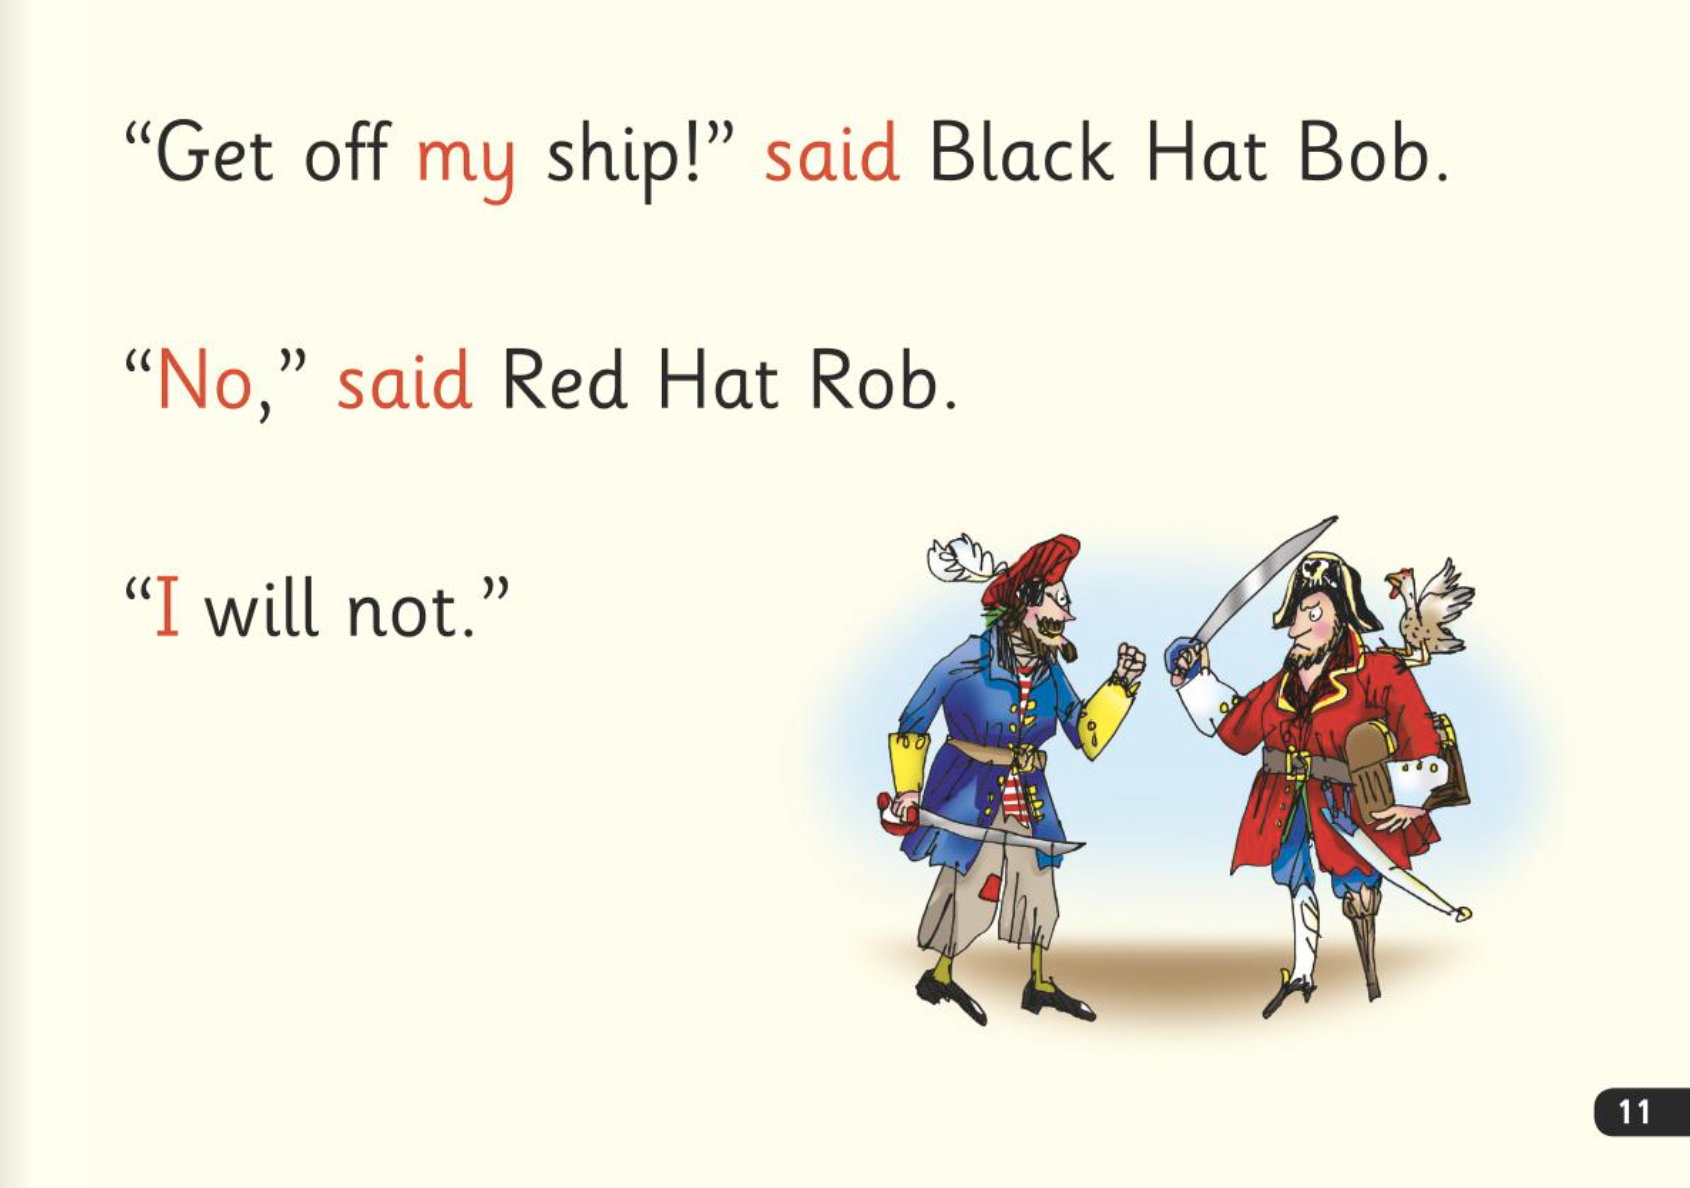 “Get off my ship!” said Black Hat Bob.
“No,” said Red Hat Rob.
“I will not.”
11